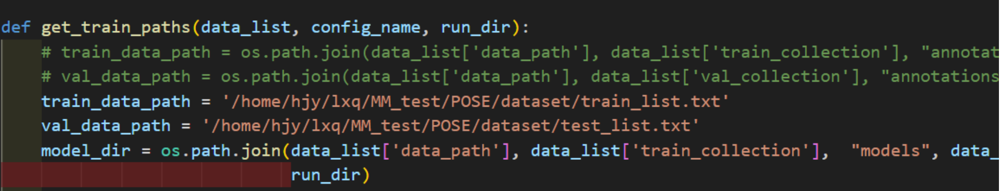 def get_train_paths(data_list, config_name, run_dir):
# train_data_path = os.path.join(data_list['data_path'], data_list['train_collection'], "annotat
# val_data_path = os.path.join(data_list['data_path'], data_list['val_collection'], "annotations
train_data_path = '/home/hjy/lxq/MM_test/POSE/dataset/train_list.txt'
val_data_path = '/home/hjy/lxq/MM_test/POSE/dataset/test_list.txt'
model_dir = os.path.join(data_list['data_path'], data_list['train_collection'],  "models", data_
run_dir)